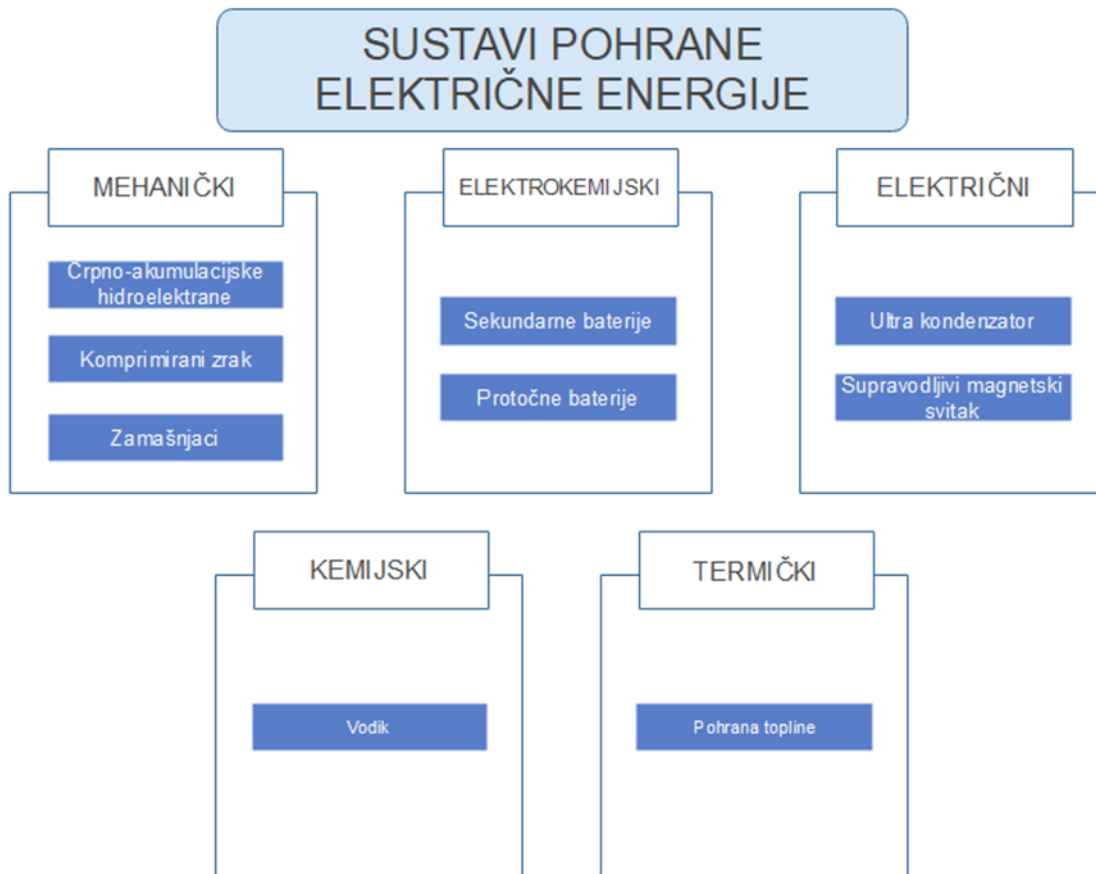 SUSTAVI POHRANE
ELEKTRIČNE ENERGIJE
MEHANIČKI
Crpno-akumulacijske
hidroelektrane
Komprimirani zrak
Zamašnjaci
ELEKTROKEMIJSKI
Sekundarne baterije
Protočne baterije
ELEKTRIČNI
Ultra kondenzator
Supravodljivi magnetski
svitak
KEMIJSKI
Vodik
TERMIČKI
Pohrana topline